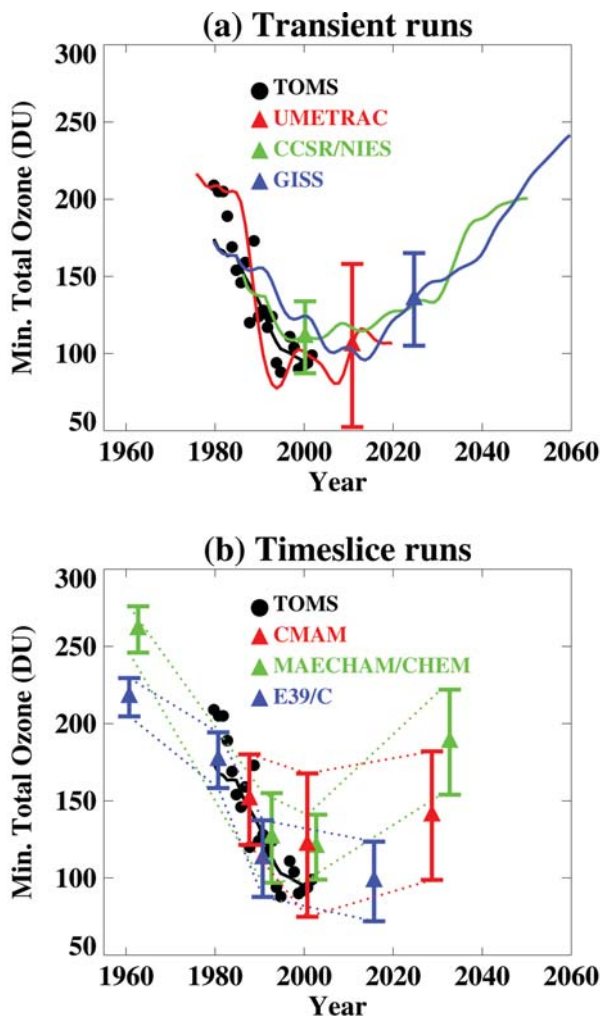 (a) Transient runs
300
250
200
150
100
50
Min. Total Ozone (DU)
TOMS
UMETRAC
CCSR/NIES
GISS
1960 1980 2000 2020 2040 2060
Year
(b) Timeslice runs
300
250
200
150
100
50
Min. Total Ozone (DU)
TOMS
CMAM
MAECHAM/CHEM
E39/C
1960 1980 2000 2020 2040 2060
Year